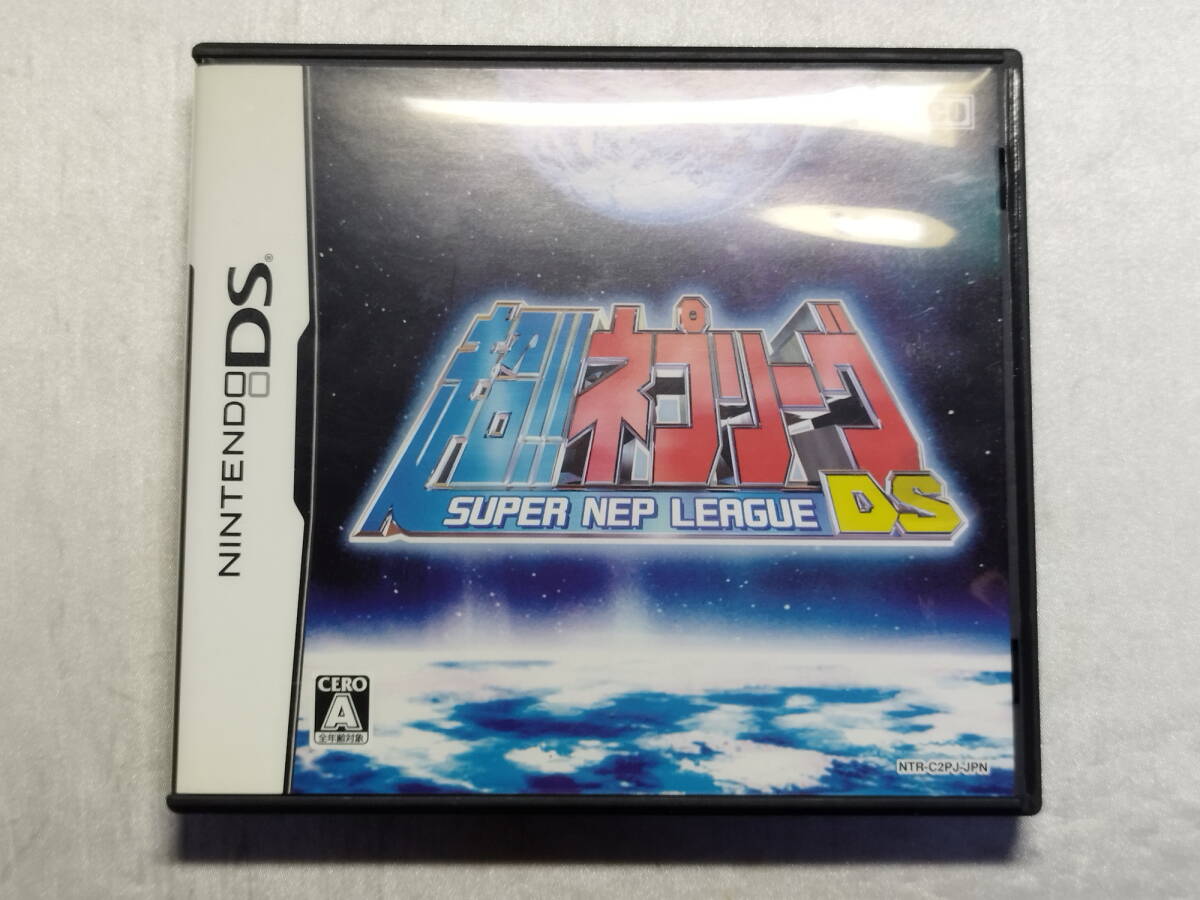 NINTENDO DS®
超!!ネプリーグ
SUPER NEP LEAGUE DS
CERO
A
全年齢対象
NTR-C2PJ-JPN